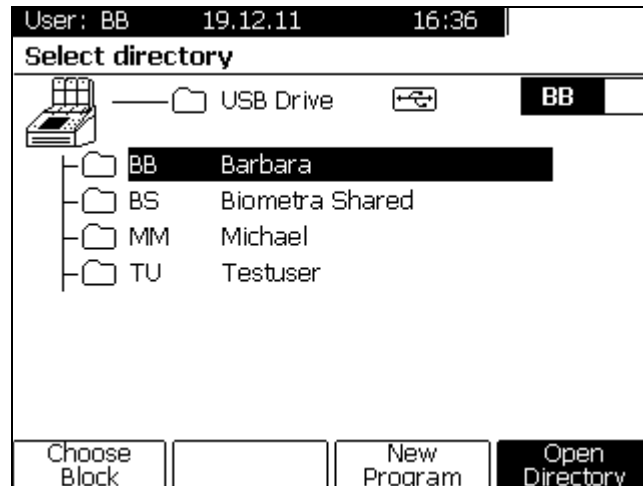 User: BB 19.12.11 16:36
Select directory
USB Drive BB
BB Barbara
BS Biometra Shared
MM Michael
TU Testuser
Choose Block
New Program
Open Directory